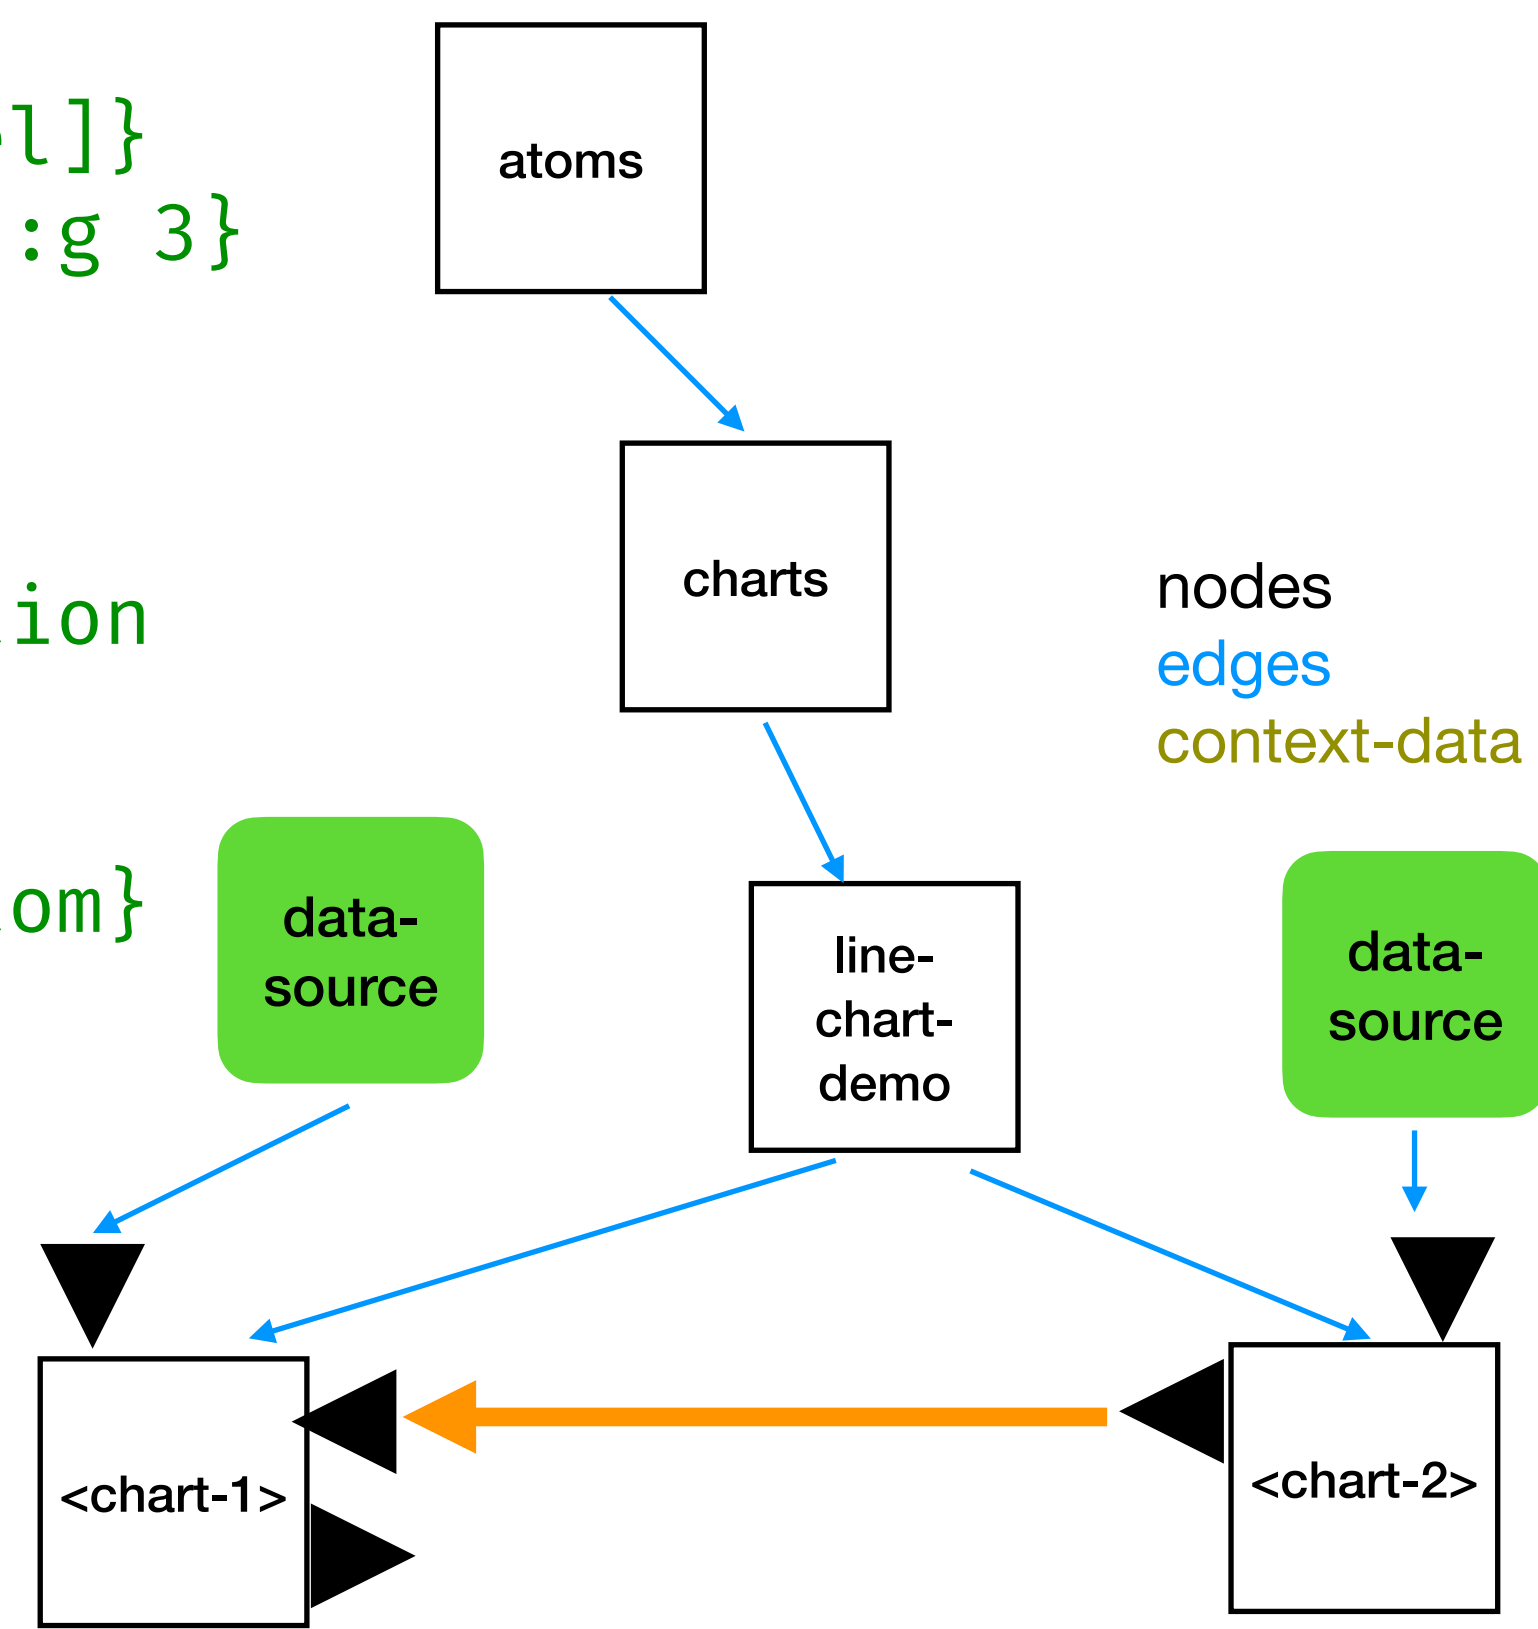 l]}
:g 3}
atoms
charts
nodes
edges
context-data
ion
om}
data-
source
line-
chart-
demo
data-
source
<chart-1>
<chart-2>